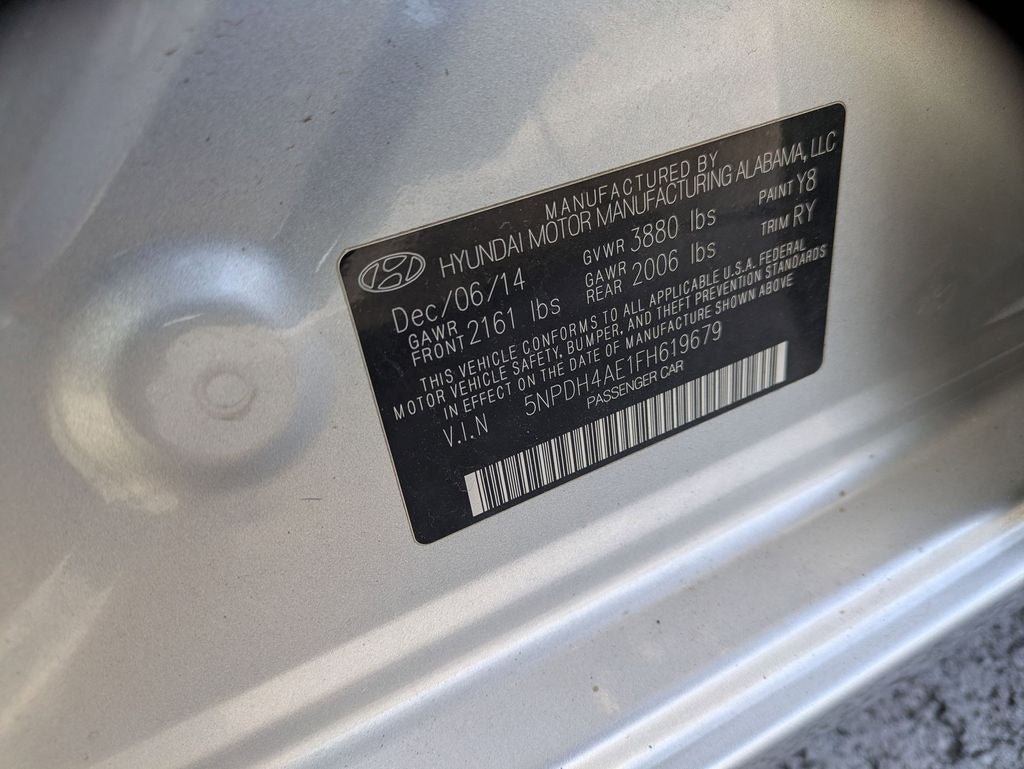 MANUFACTURED BY
HYUNDAI MOTOR MANUFACTURING ALABAMA, LLC
Dec/06/14 GVWR 3880 lbs PAINT Y8
GAWR FRONT 2161 lbs GAWR REAR 2006 lbs TRIM RY
THIS VEHICLE CONFORMS TO ALL APPLICABLE U.S.A. FEDERAL
MOTOR VEHICLE SAFETY, BUMPER, AND THEFT PREVENTION STANDARDS
IN EFFECT ON THE DATE OF MANUFACTURE SHOWN ABOVE
V.I.N 5NPDH4AE1FH619679
PASSENGER CAR